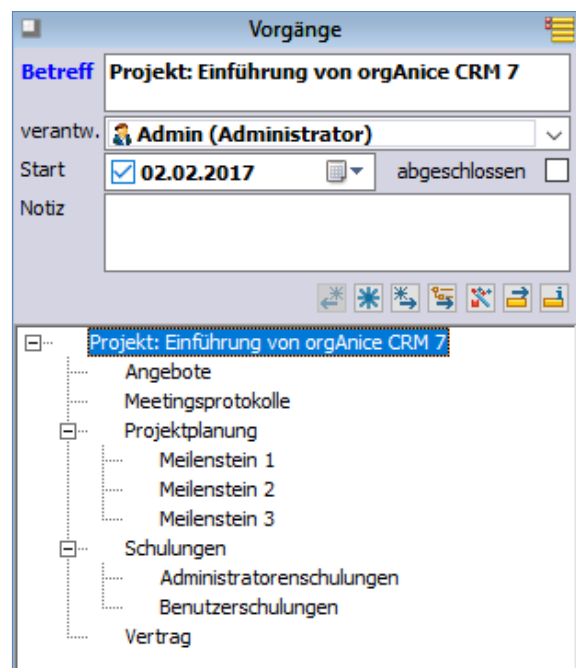 Vorgänge
Betreff Projekt: Einführung von orgAnice CRM 7
verantw. Admin (Administrator)
Start 02.02.2017 abgeschlossen
Notiz
Projekt: Einführung von orgAnice CRM 7
Angebote
Meetingsprotokolle
Projektplanung
Meilenstein 1
Meilenstein 2
Meilenstein 3
Schulungen
Administratorenschulungen
Benutzerschulungen
Vertrag